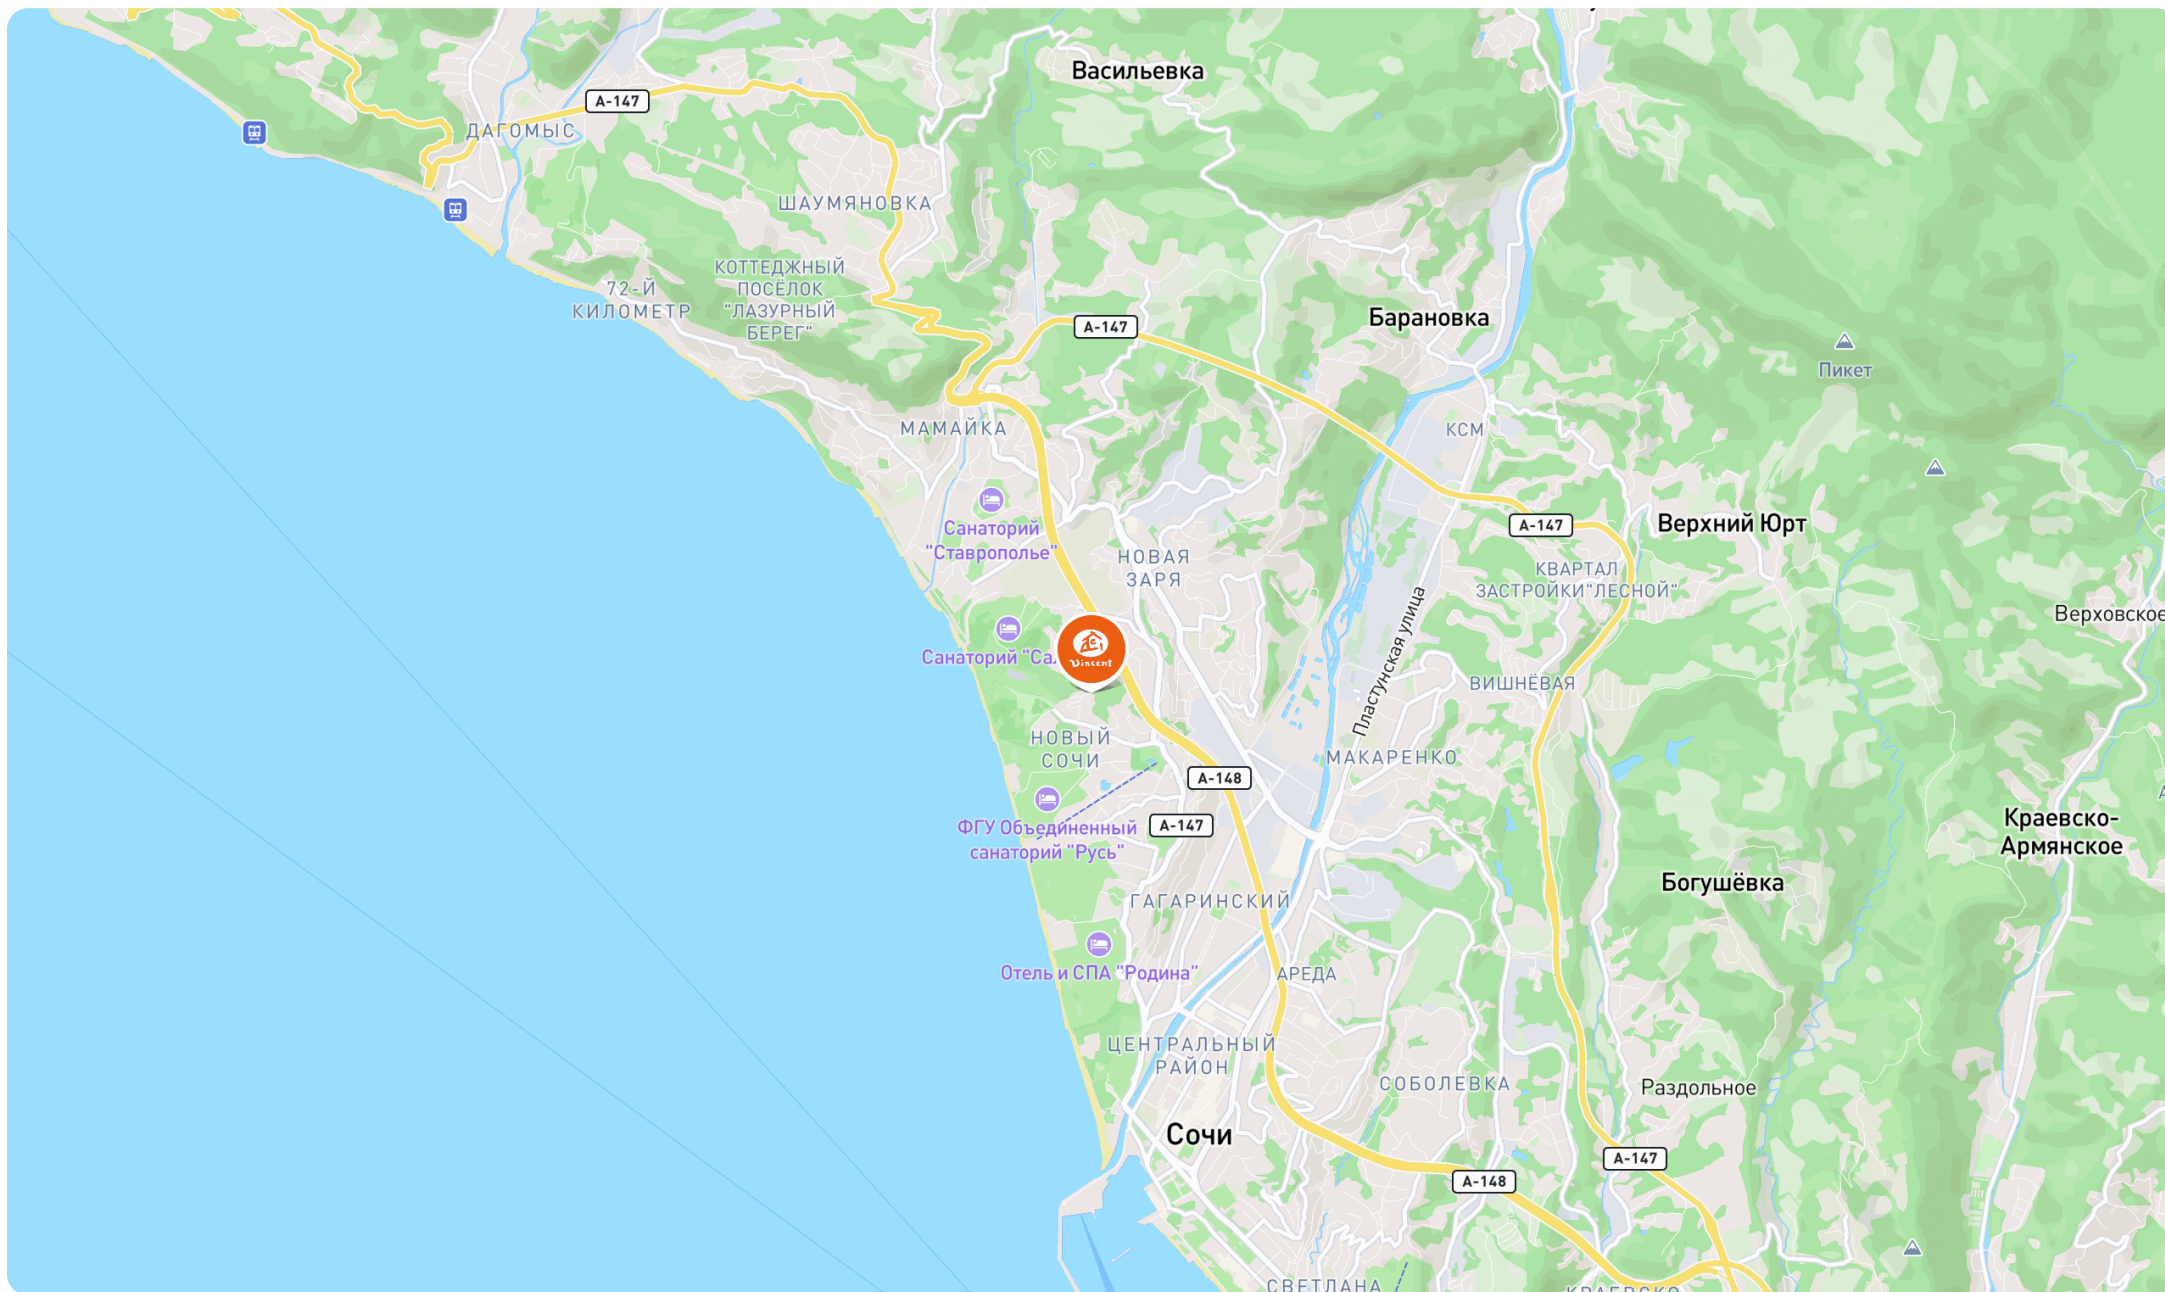 Васильевка
А-147
ДАГОМЫС
ШАУМЯНОВКА
КОТТЕДЖНЫЙ
ПОСЁЛОК
"ЛАЗУРНЫЙ
БЕРЕГ"
72-Й
КИЛОМЕТР
А-147
Барановка
Пикет
МАМАЙКА
КСМ
Санаторий
"Ставрополье"
НОВАЯ
ЗАРЯ
А-147
Верхний Юрт
КВАРТАЛ
ЗАСТРОЙКИ"ЛЕСНОЙ"
Верховское
Пластунская улица
Санаторий "Са
Vincent
ВИШНЁВАЯ
НОВЫЙ
СОЧИ
МАКАРЕНКО
А-148
А-147
ФГУ Объединенный
санаторий "Русь"
Краевско-
Армянское
Богушёвка
ГАГАРИНСКИЙ
Отель и СПА "Родина"
АРЕДА
ЦЕНТРАЛЬНЫЙ
РАЙОН
СОБОЛЕВКА
Раздольное
Сочи
А-147
А-148
СВЕТЛАНА
КРАЕВСКО